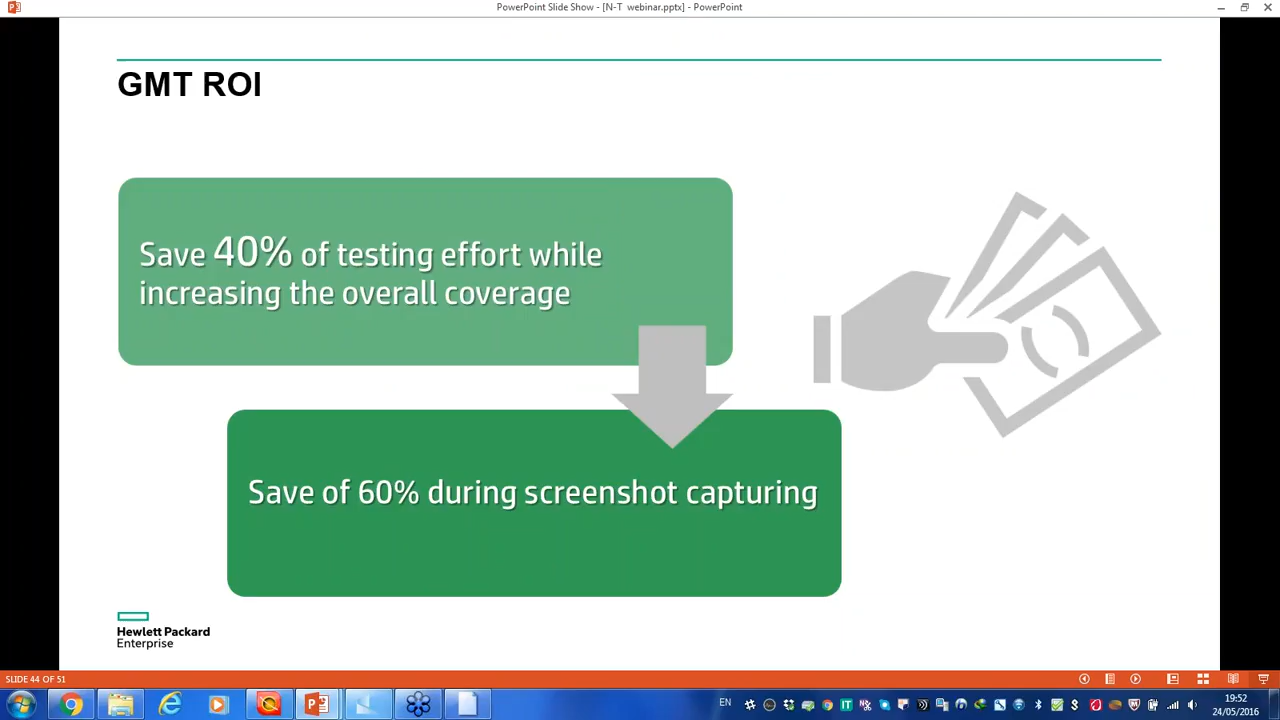 PowerPoint Slide Show - [N-T webinar.pptx] - PowerPoint
GMT ROI
Save 40% of testing effort while
increasing the overall coverage
Save of 60% during screenshot capturing
Hewlett Packard
Enterprise
SLIDE 44 OF 51
EN
19:52
24/05/2016